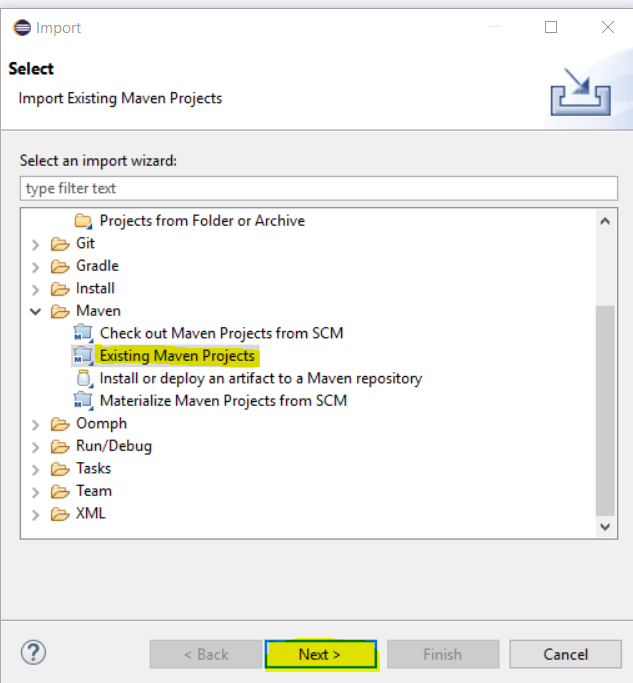 Import
Select
Import Existing Maven Projects
Select an import wizard:
type filter text
Projects from Folder or Archive
Git
Gradle
Install
Maven
Check out Maven Projects from SCM
Existing Maven Projects
Install or deploy an artifact to a Maven repository
Materialize Maven Projects from SCM
Oomph
Run/Debug
Tasks
Team
XML
? < Back Next > Finish Cancel